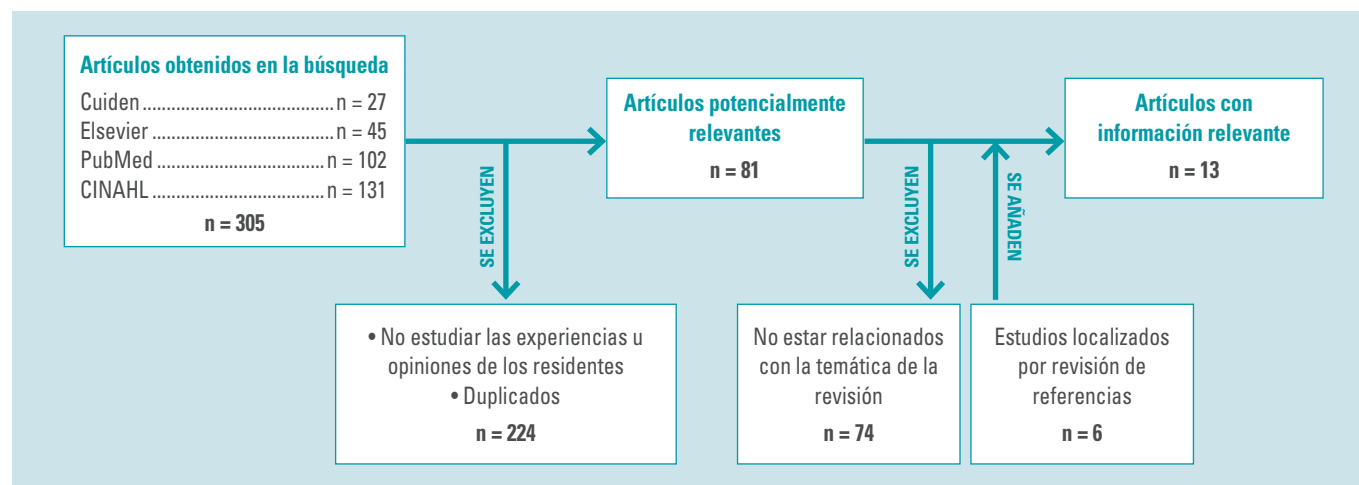 Artículos obtenidos en la búsqueda
Cuiden.........................................n = 27
Elsevier.......................................n = 45
PubMed....................................n = 102
CINAHL.....................................n = 131
n = 305
SE EXCLUYEN
• No estudiar las experiencias u
opiniones de los residentes
• Duplicados
n = 224
Artículos potencialmente
relevantes
n = 81
SE EXCLUYEN
No estar relacionados
con la temática de la
revisión
n = 74
SE AÑADEN
Estudios localizados
por revisión de
referencias
n = 6
Artículos con
información relevante
n = 13